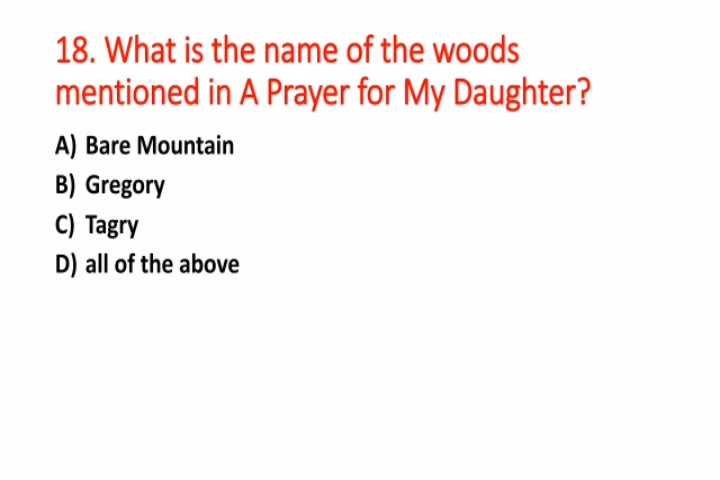 18. What is the name of the woods
mentioned in A Prayer for My Daughter?
A) Bare Mountain
B) Gregory
C) Tagry
D) all of the above